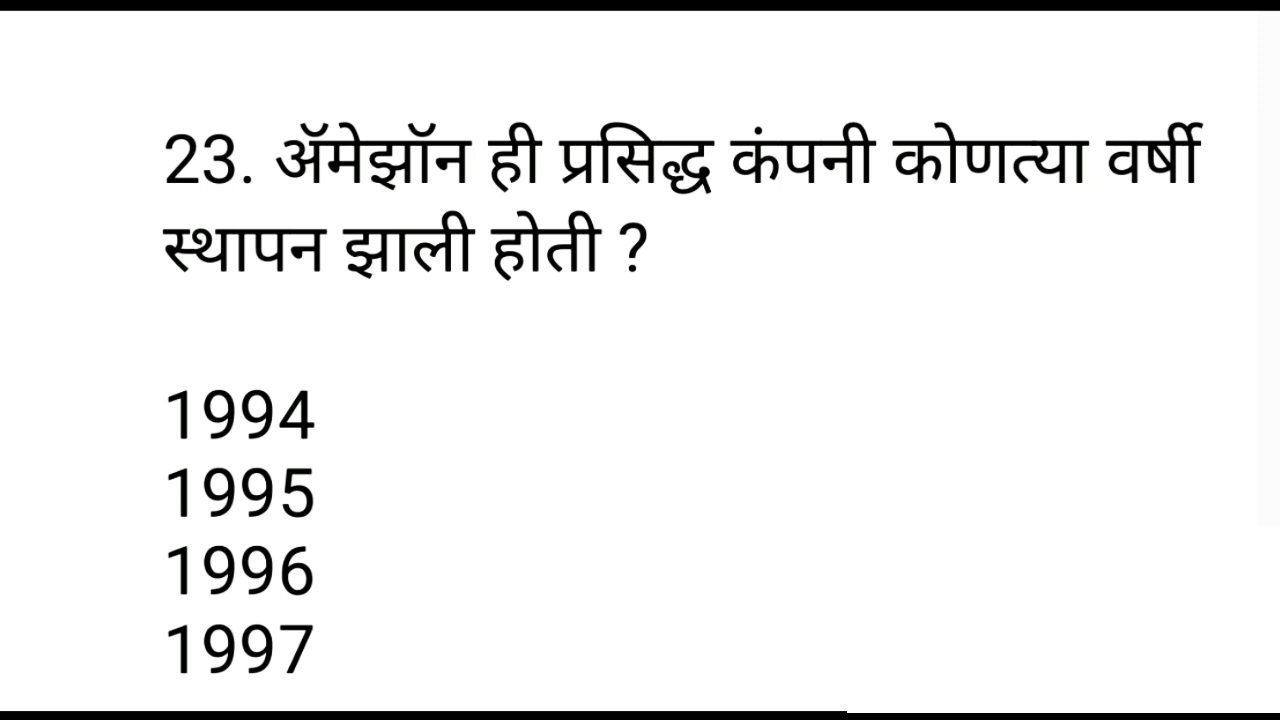 23. ॲमेझॉन ही प्रसिद्ध कंपनी कोणत्या वर्षी
स्थापन झाली होती ?
1994
1995
1996
1997